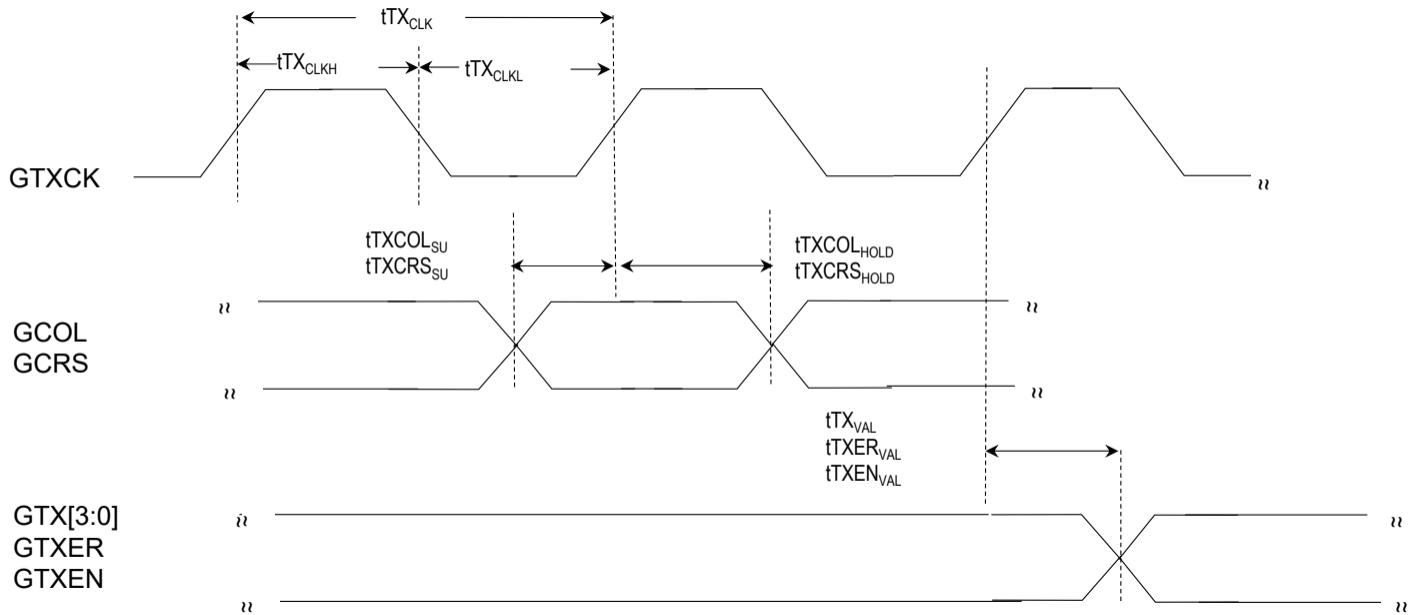 tTXCLK
tTXCLKH
tTXCLKL
GTXCK
tTXCOLSU
tTXCRSSU
tTXCOLHOLD
tTXCRSHOLD
GCOL
GCRS
tTXVAL
tTXERVAL
tTXENVAL
GTX[3:0]
GTXER
GTXEN